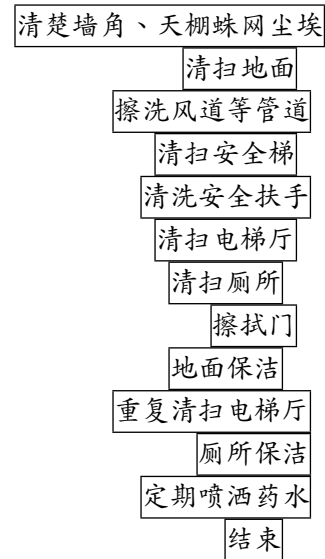 清楚墙角、天棚蛛网尘埃
清扫地面
擦洗风道等管道
清扫安全梯
清洗安全扶手
清扫电梯厅
清扫厕所
擦拭门
地面保洁
重复清扫电梯厅
厕所保洁
定期喷洒药水
结束